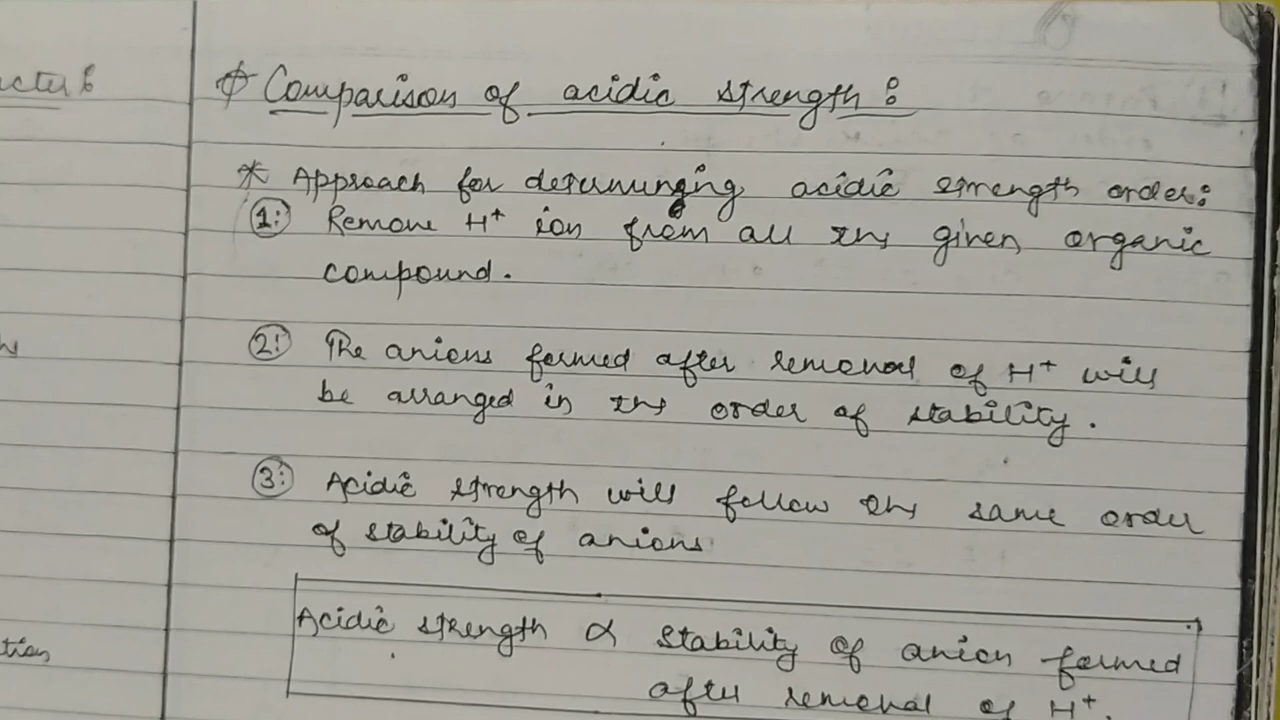 Comparison of acidic strength :
* Approach for determining acidic strength order:
1: Remove H⁺ ion from all the given organic
compound.
2: The anions formed after removal of H⁺ will
be arranged in the order of stability.
3: Acidic strength will follow the same order
of stability of anions
Acidic strength ∝ stability of anion formed
after removal of H⁺.